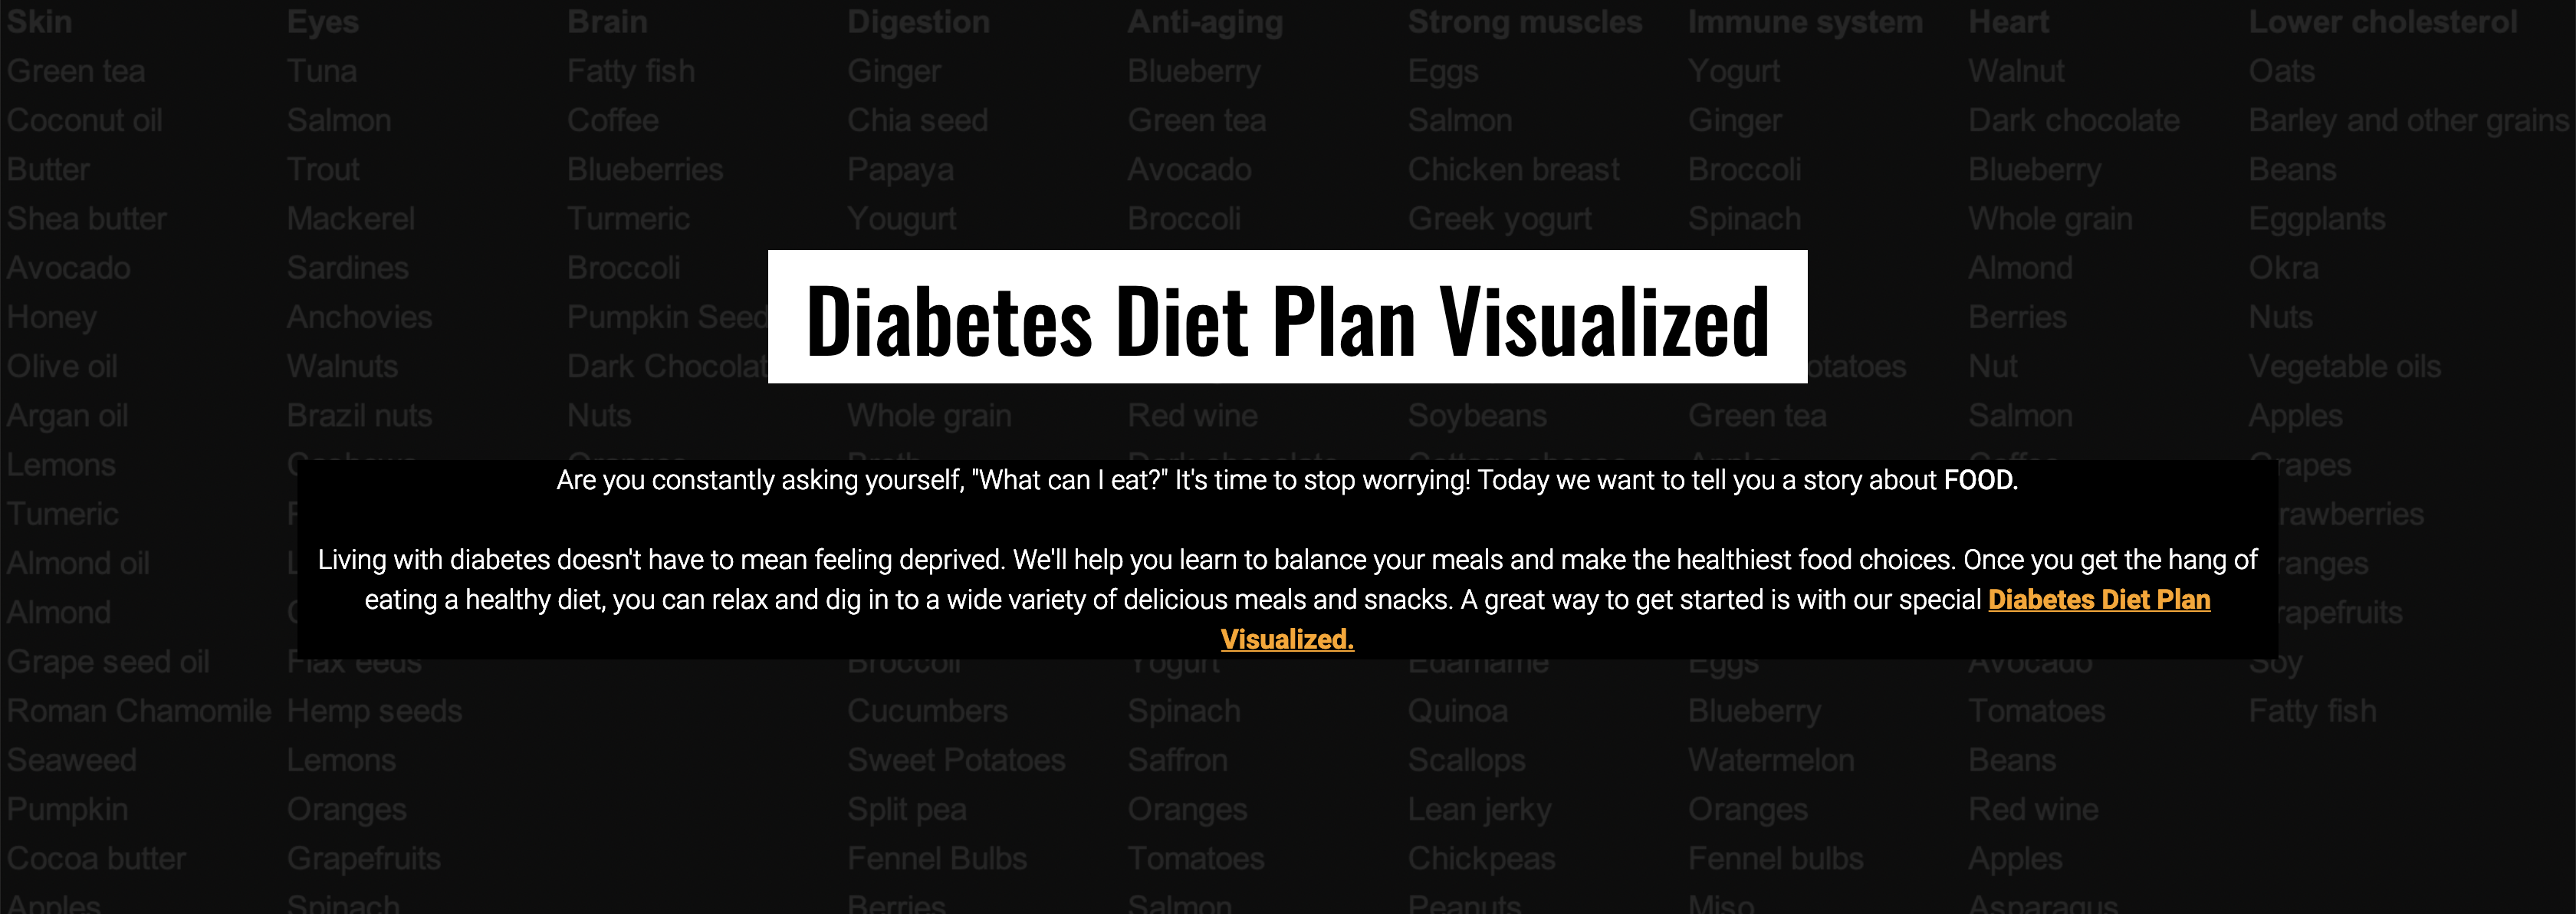 Skin Eyes Brain Digestion Anti-aging Strong muscles Immune system Heart Lower cholesterol
Green tea Tuna Fatty fish Ginger Blueberry Eggs Yogurt Walnut Oats
Coconut oil Salmon Coffee Chia seed Green tea Salmon Ginger Dark chocolate Barley and other grains
Butter Trout Blueberries Papaya Avocado Chicken breast Broccoli Blueberry Beans
Shea butter Mackerel Turmeric Yougurt Broccoli Greek yogurt Spinach Whole grain Eggplants
Avocado Sardines Broccoli Almond Okra
Honey Anchovies Pumpkin Seed Berries Nuts
Diabetes Diet Plan Visualized
Olive oil Walnuts Dark Chocolat otatoes Nut Vegetable oils
Argan oil Brazil nuts Nuts Whole grain Red wine Soybeans Green tea Salmon Apples
Lemons rapes
Are you constantly asking yourself, "What can I eat?" It's time to stop worrying! Today we want to tell you a story about FOOD.
Tumeric rawberries
Living with diabetes doesn't have to mean feeling deprived. We'll help you learn to balance your meals and make the healthiest food choices. Once you get the hang of
Almond oil ranges
eating a healthy diet, you can relax and dig in to a wide variety of delicious meals and snacks. A great way to get started is with our special Diabetes Diet Plan
Almond rapefruits
Visualized.
Grape seed oil Flax eeds Broccoli Yogurt Edamame Eggs Avocado Soy
Roman Chamomile Hemp seeds Cucumbers Spinach Quinoa Blueberry Tomatoes Fatty fish
Seaweed Lemons Sweet Potatoes Saffron Scallops Watermelon Beans
Pumpkin Oranges Split pea Oranges Lean jerky Oranges Red wine
Cocoa butter Grapefruits Fennel Bulbs Tomatoes Chickpeas Fennel bulbs Apples
Apples Spinach Berries Salmon Peanuts Miso Asparagus